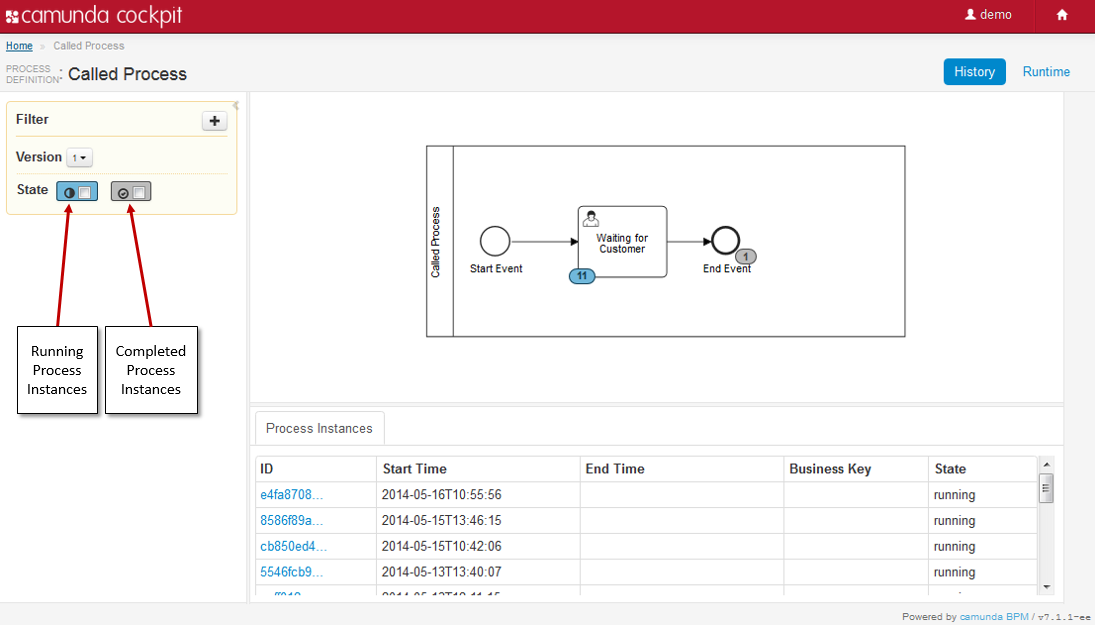 camunda cockpit
demo
Home » Called Process
PROCESS DEFINITION: Called Process
History
Runtime
Filter
Version 1
State
Running Process Instances
Completed Process Instances
Called Process
Start Event
Waiting for Customer
11
End Event
1
Process Instances
ID Start Time End Time Business Key State
e4fa8708... 2014-05-16T10:55:56 running
8586f89a... 2014-05-15T13:46:15 running
cb850ed4... 2014-05-15T10:42:06 running
5546fcb9... 2014-05-13T13:40:07 running
Powered by camunda BPM / v7.1.1-ee